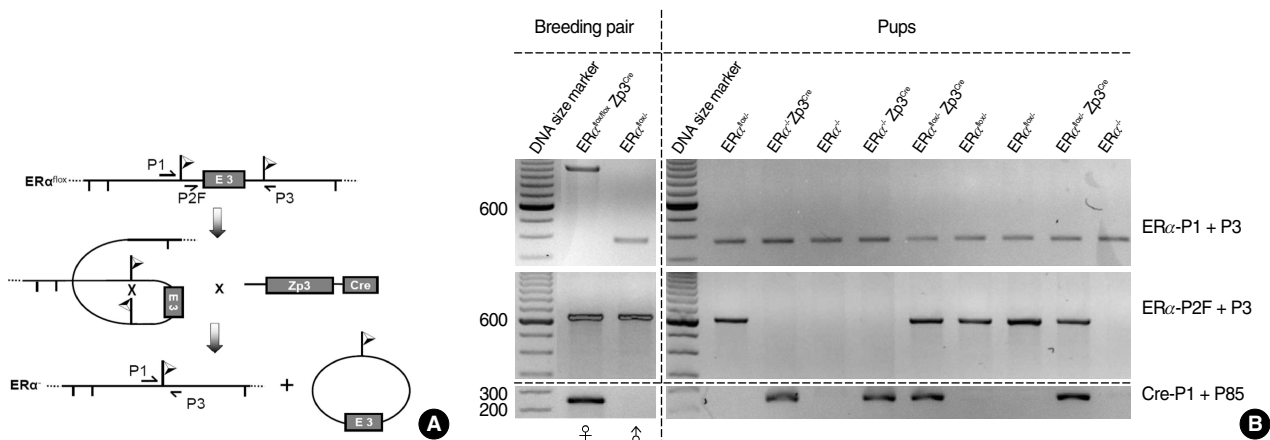 P1
ERα^flox
E 3
P2F
P3
E 3
X
x
Zp3
Cre
ERα^-
P1
P3
+
E 3
A
Breeding pair
Pups
DNA size marker
ERα^flox/flox Zp3^Cre
ERα^flox/-
DNA size marker
ERα^flox/-
ERα^-/- Zp3^Cre
ERα^-/-
ERα^-/- Zp3^Cre
ERα^flox/- Zp3^Cre
ERα^flox/-
ERα^flox/-
ERα^flox/- Zp3^Cre
ERα^-/-
600
ERα-P1 + P3
600
ERα-P2F + P3
300
200
Cre-P1 + P85
♀
♂
B